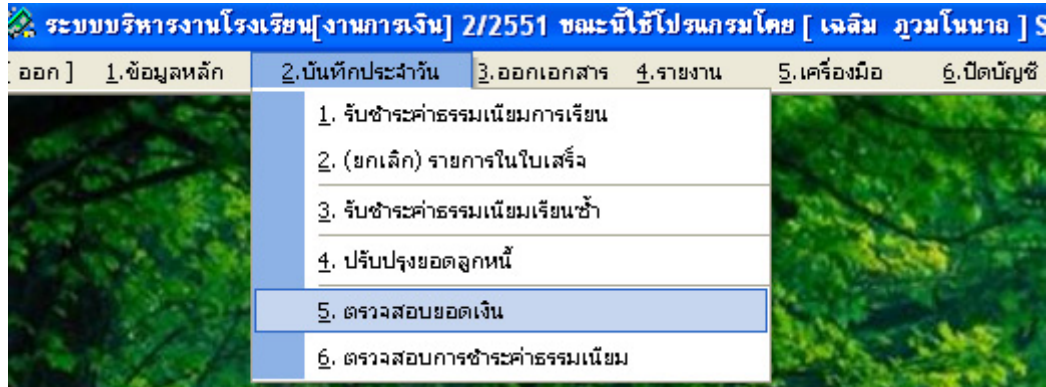 ระบบบริหารงานโรงเรียน[งานการเงิน] 2/2551 ขณะนี้ใช้โปรแกรมโดย [ เฉลิม ภูวมโนนาถ ] S
[ ออก ] 1.ข้อมูลหลัก 2.บันทึกประจำวัน 3.ออกเอกสาร 4.รายงาน 5.เครื่องมือ 6.ปิดบัญชี
1. รับชำระค่าธรรมเนียมการเรียน
2. (ยกเลิก) รายการในใบเสร็จ
3. รับชำระค่าธรรมเนียมเรียนซ้ำ
4. ปรับปรุงยอดลูกหนี้
5. ตรวจสอบยอดเงิน
6. ตรวจสอบการชำระค่าธรรมเนียม